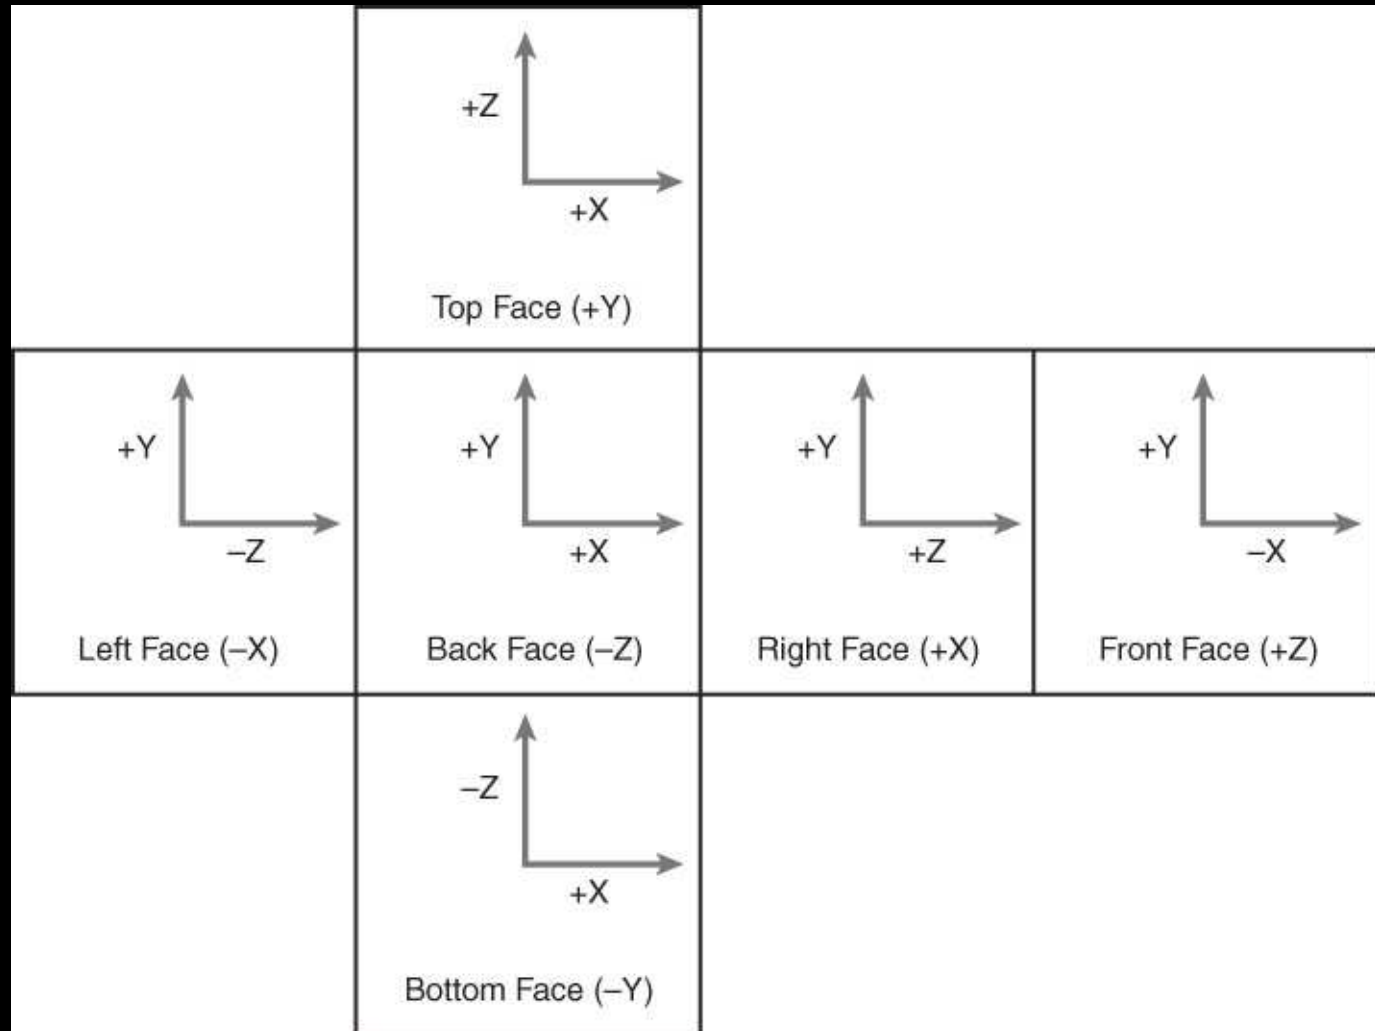 +Z
+X
Top Face (+Y)
+Y
–Z
Left Face (–X)
+Y
+X
Back Face (–Z)
+Y
+Z
Right Face (+X)
+Y
–X
Front Face (+Z)
–Z
+X
Bottom Face (–Y)